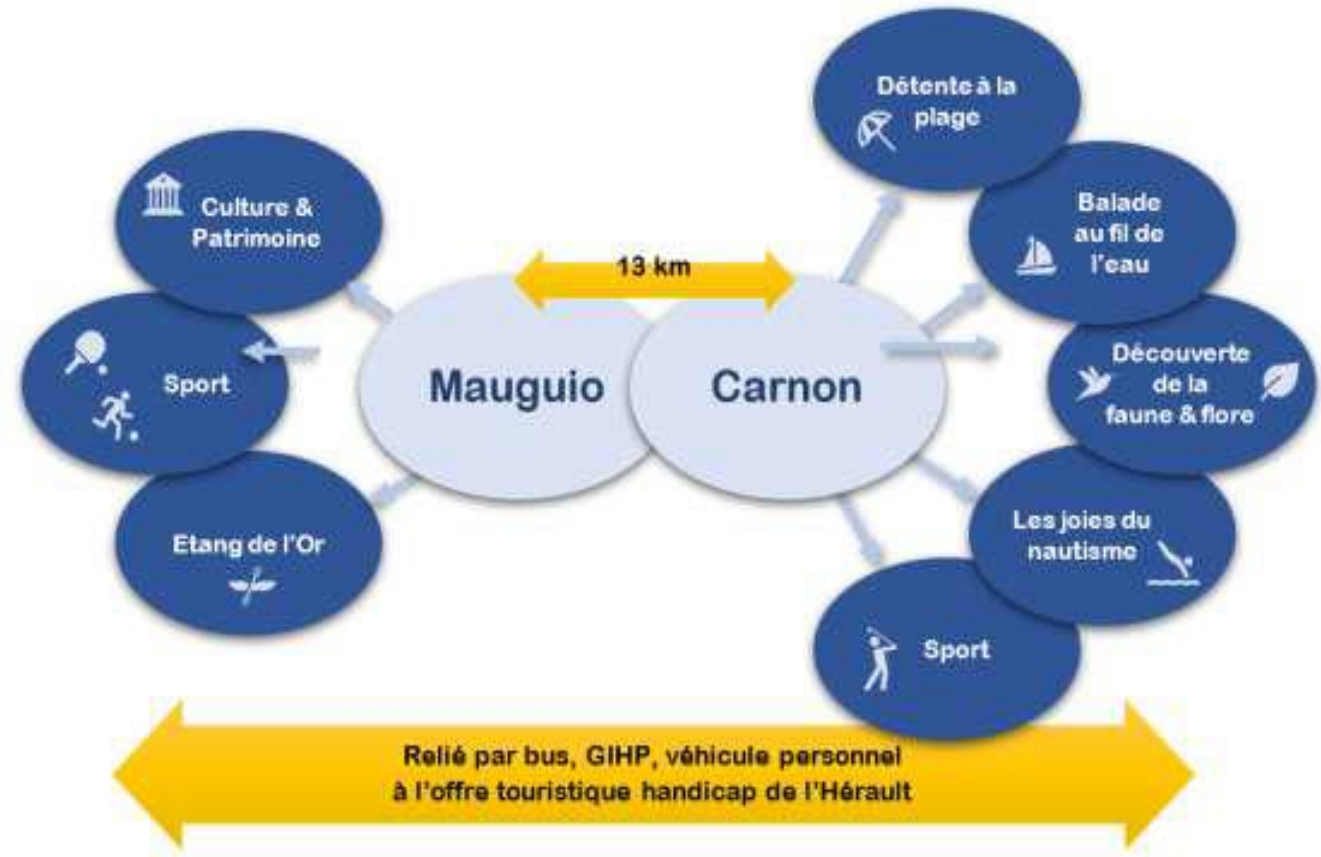 Détente à la
plage
Culture &
Patrimoine
Balade
au fil de
l'eau
13 km
Sport
Mauguio
Carnon
Découverte
de la
faune & flore
Etang de l'Or
Les joies du
nautisme
Sport
Relié par bus, GIHP, véhicule personnel
à l'offre touristique handicap de l'Hérault